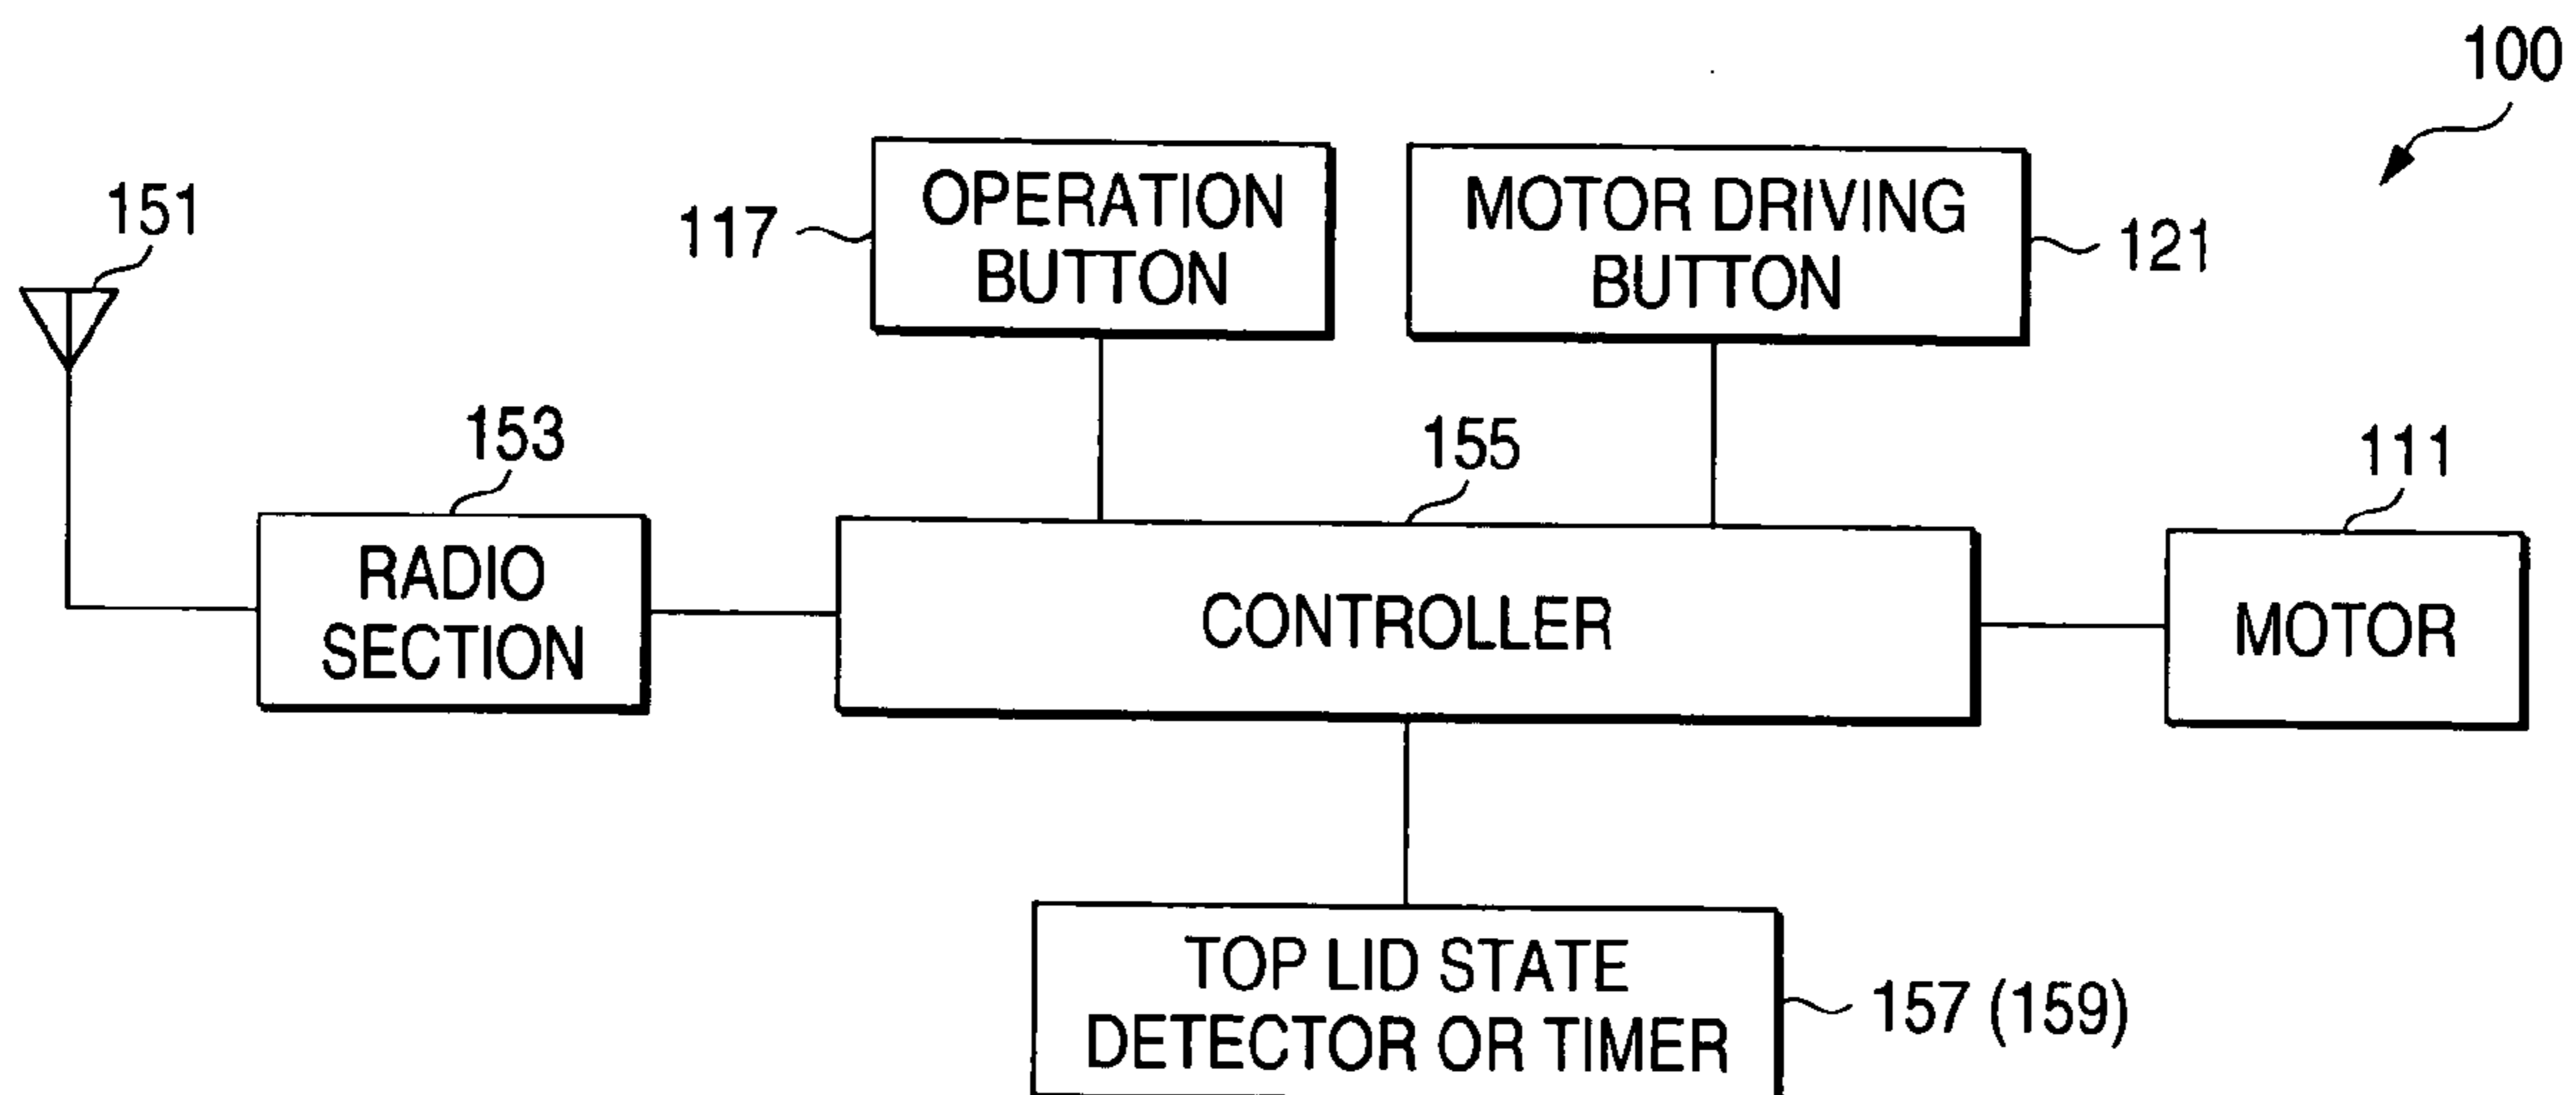 100
151
117
OPERATION
BUTTON
MOTOR DRIVING
BUTTON
121
153
155
111
RADIO
SECTION
CONTROLLER
MOTOR
TOP LID STATE
DETECTOR OR TIMER
157 (159)